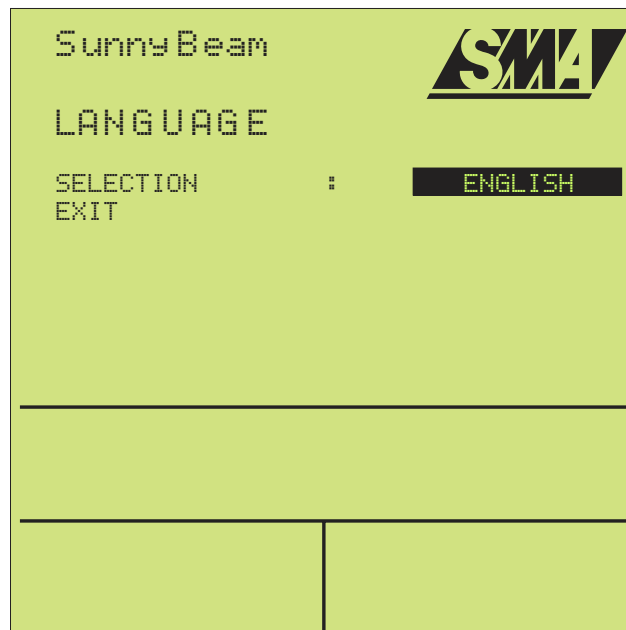 SunnyBeam
SMA
LANGUAGE
SELECTION : ENGLISH
EXIT